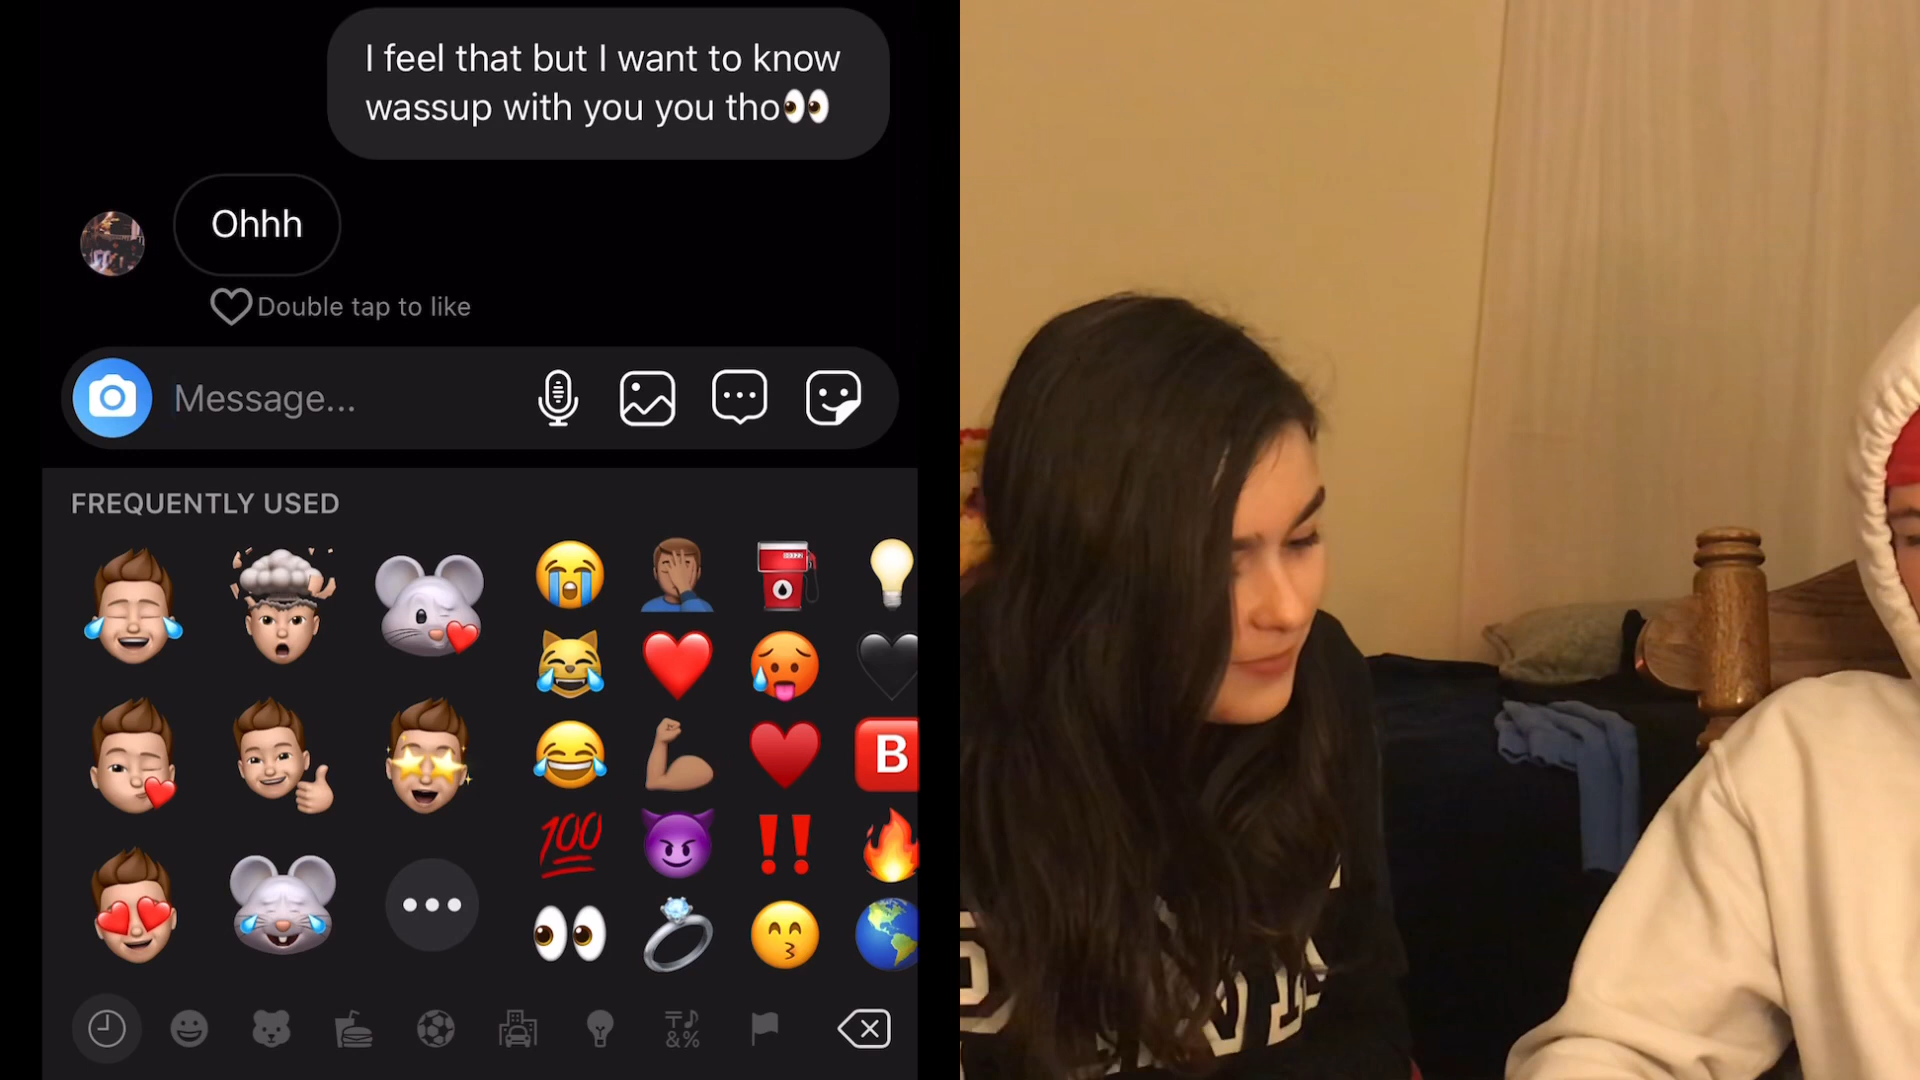 I feel that but I want to know
wassup with you you tho👀
Ohhh
Double tap to like
Message...
FREQUENTLY USED
100
B
&%